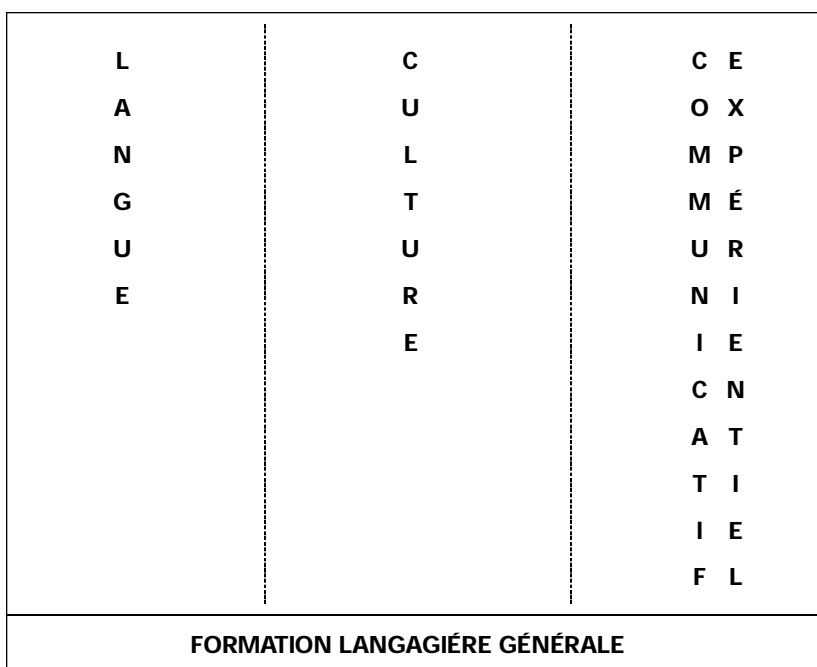 LANGUE
CULTURE
COMMUNICATIF
EXPÉRIENTIEL
FORMATION LANGAGIÉRE GÉNÉRALE